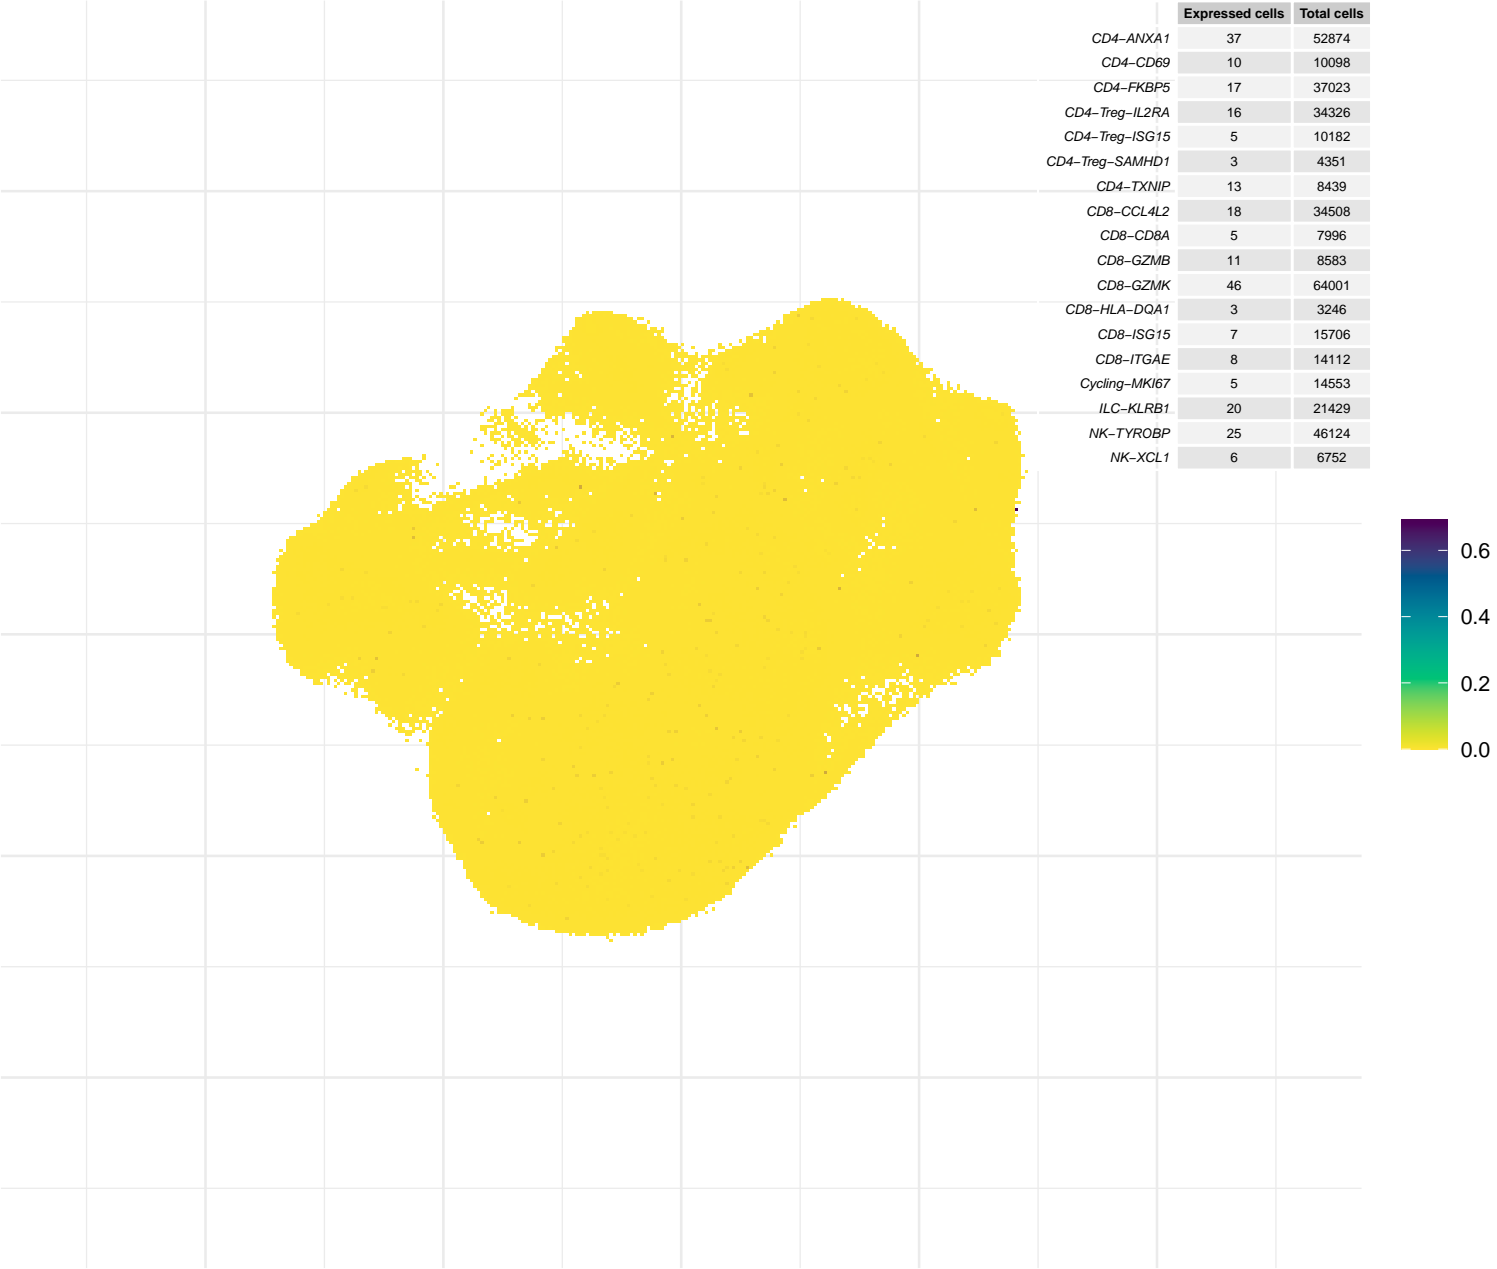 Expressed cells Total cells
CD4−ANXA1 37 52874
CD4−CD69 10 10098
CD4−FKBP5 17 37023
CD4−Treg−IL2RA 16 34326
CD4−Treg−ISG15 5 10182
CD4−Treg−SAMHD1 3 4351
CD4−TXNIP 13 8439
CD8−CCL4L2 18 34508
CD8−CD8A 5 7996
CD8−GZMB 11 8583
CD8−GZMK 46 64001
CD8−HLA−DQA1 3 3246
CD8−ISG15 7 15706
CD8−ITGAE 8 14112
Cycling−MKI67 5 14553
ILC−KLRB1 20 21429
NK−TYROBP 25 46124
NK−XCL1 6 6752
0.6
0.4
0.2
0.0